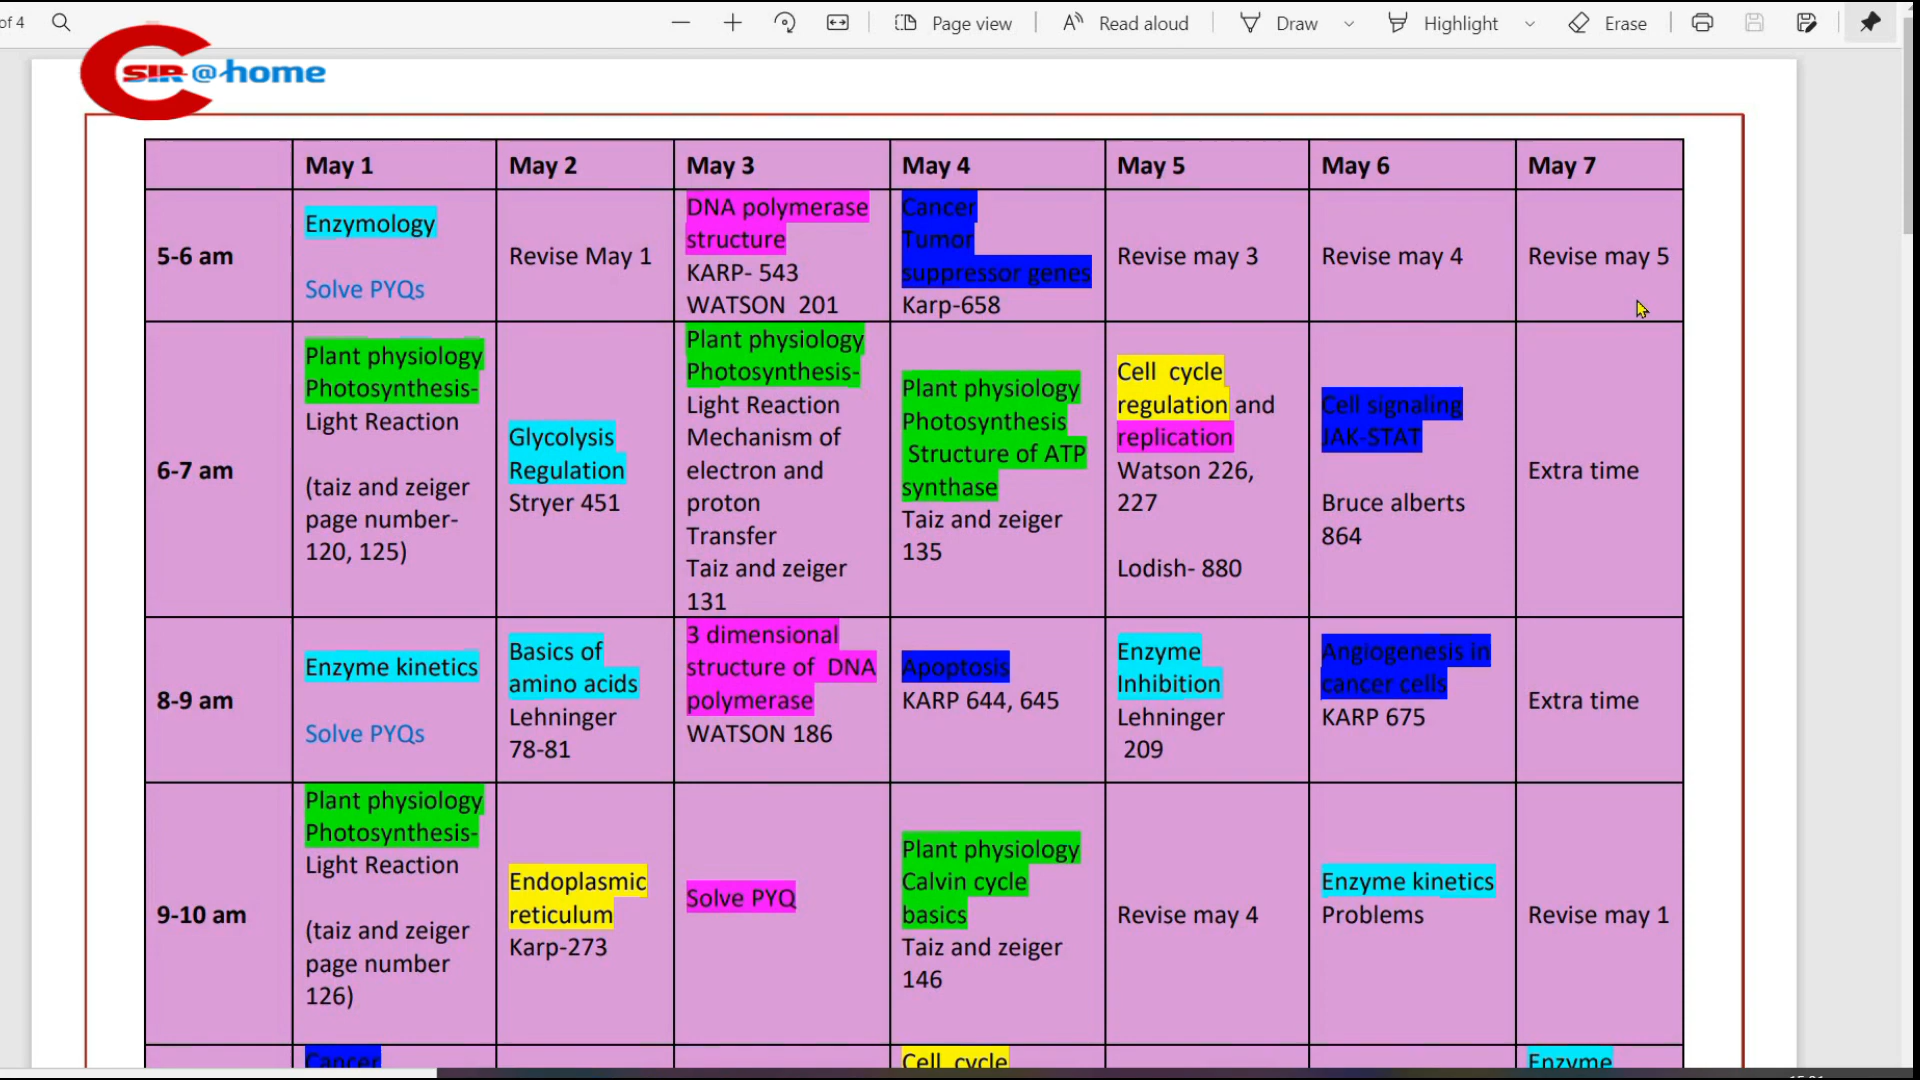 of 4
Page view
Read aloud
Draw
Highlight
Erase
CSIR@home
May 1
May 2
May 3
May 4
May 5
May 6
May 7
5-6 am
Enzymology
Solve PYQs
Revise May 1
DNA polymerase
structure
KARP- 543
WATSON  201
Cancer
Tumor
suppressor genes
Karp-658
Revise may 3
Revise may 4
Revise may 5
6-7 am
Plant physiology
Photosynthesis-
Light Reaction
(taiz and zeiger
page number-
120, 125)
Glycolysis
Regulation
Stryer 451
Plant physiology
Photosynthesis-
Light Reaction
Mechanism of
electron and
proton
Transfer
Taiz and zeiger
131
Plant physiology
Photosynthesis
Structure of ATP
synthase
Taiz and zeiger
135
Cell  cycle
regulation and
replication
Watson 226,
227
Lodish- 880
Cell signaling
JAK-STAT
Bruce alberts
864
Extra time
8-9 am
Enzyme kinetics
Solve PYQs
Basics of
amino acids
Lehninger
78-81
3 dimensional
structure of  DNA
polymerase
WATSON 186
Apoptosis
KARP 644, 645
Enzyme
Inhibition
Lehninger
209
Angiogenesis in
cancer cells
KARP 675
Extra time
9-10 am
Plant physiology
Photosynthesis-
Light Reaction
(taiz and zeiger
page number
126)
Endoplasmic
reticulum
Karp-273
Solve PYQ
Plant physiology
Calvin cycle
basics
Taiz and zeiger
146
Revise may 4
Enzyme kinetics
Problems
Revise may 1
Cancer
Cell  cycle
Enzyme